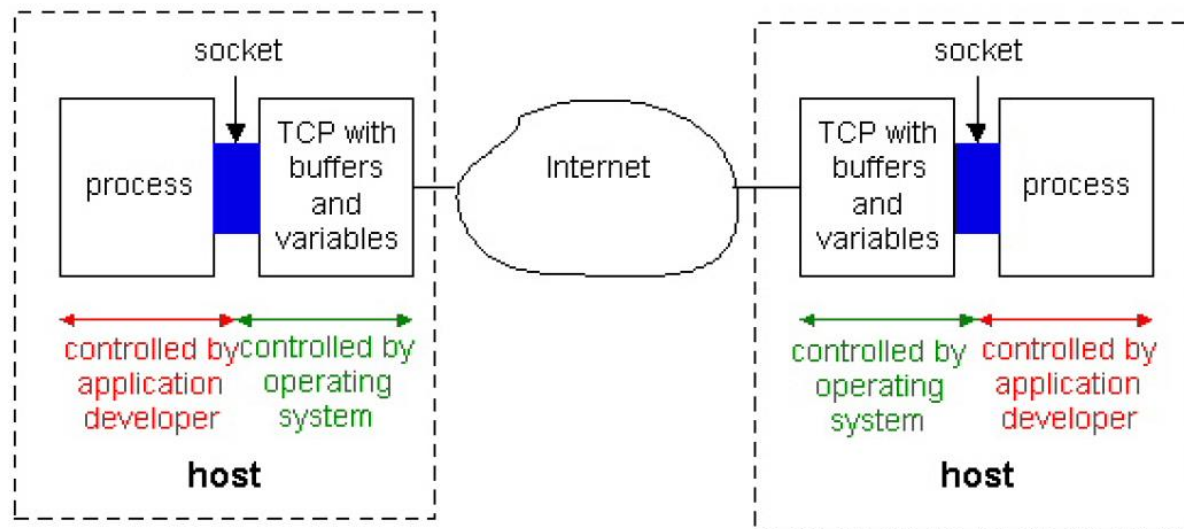 socket
process
TCP with
buffers
and
variables
controlled by
application
developer
controlled by
operating
system
host
Internet
socket
TCP with
buffers
and
variables
process
controlled by
operating
system
controlled by
application
developer
host